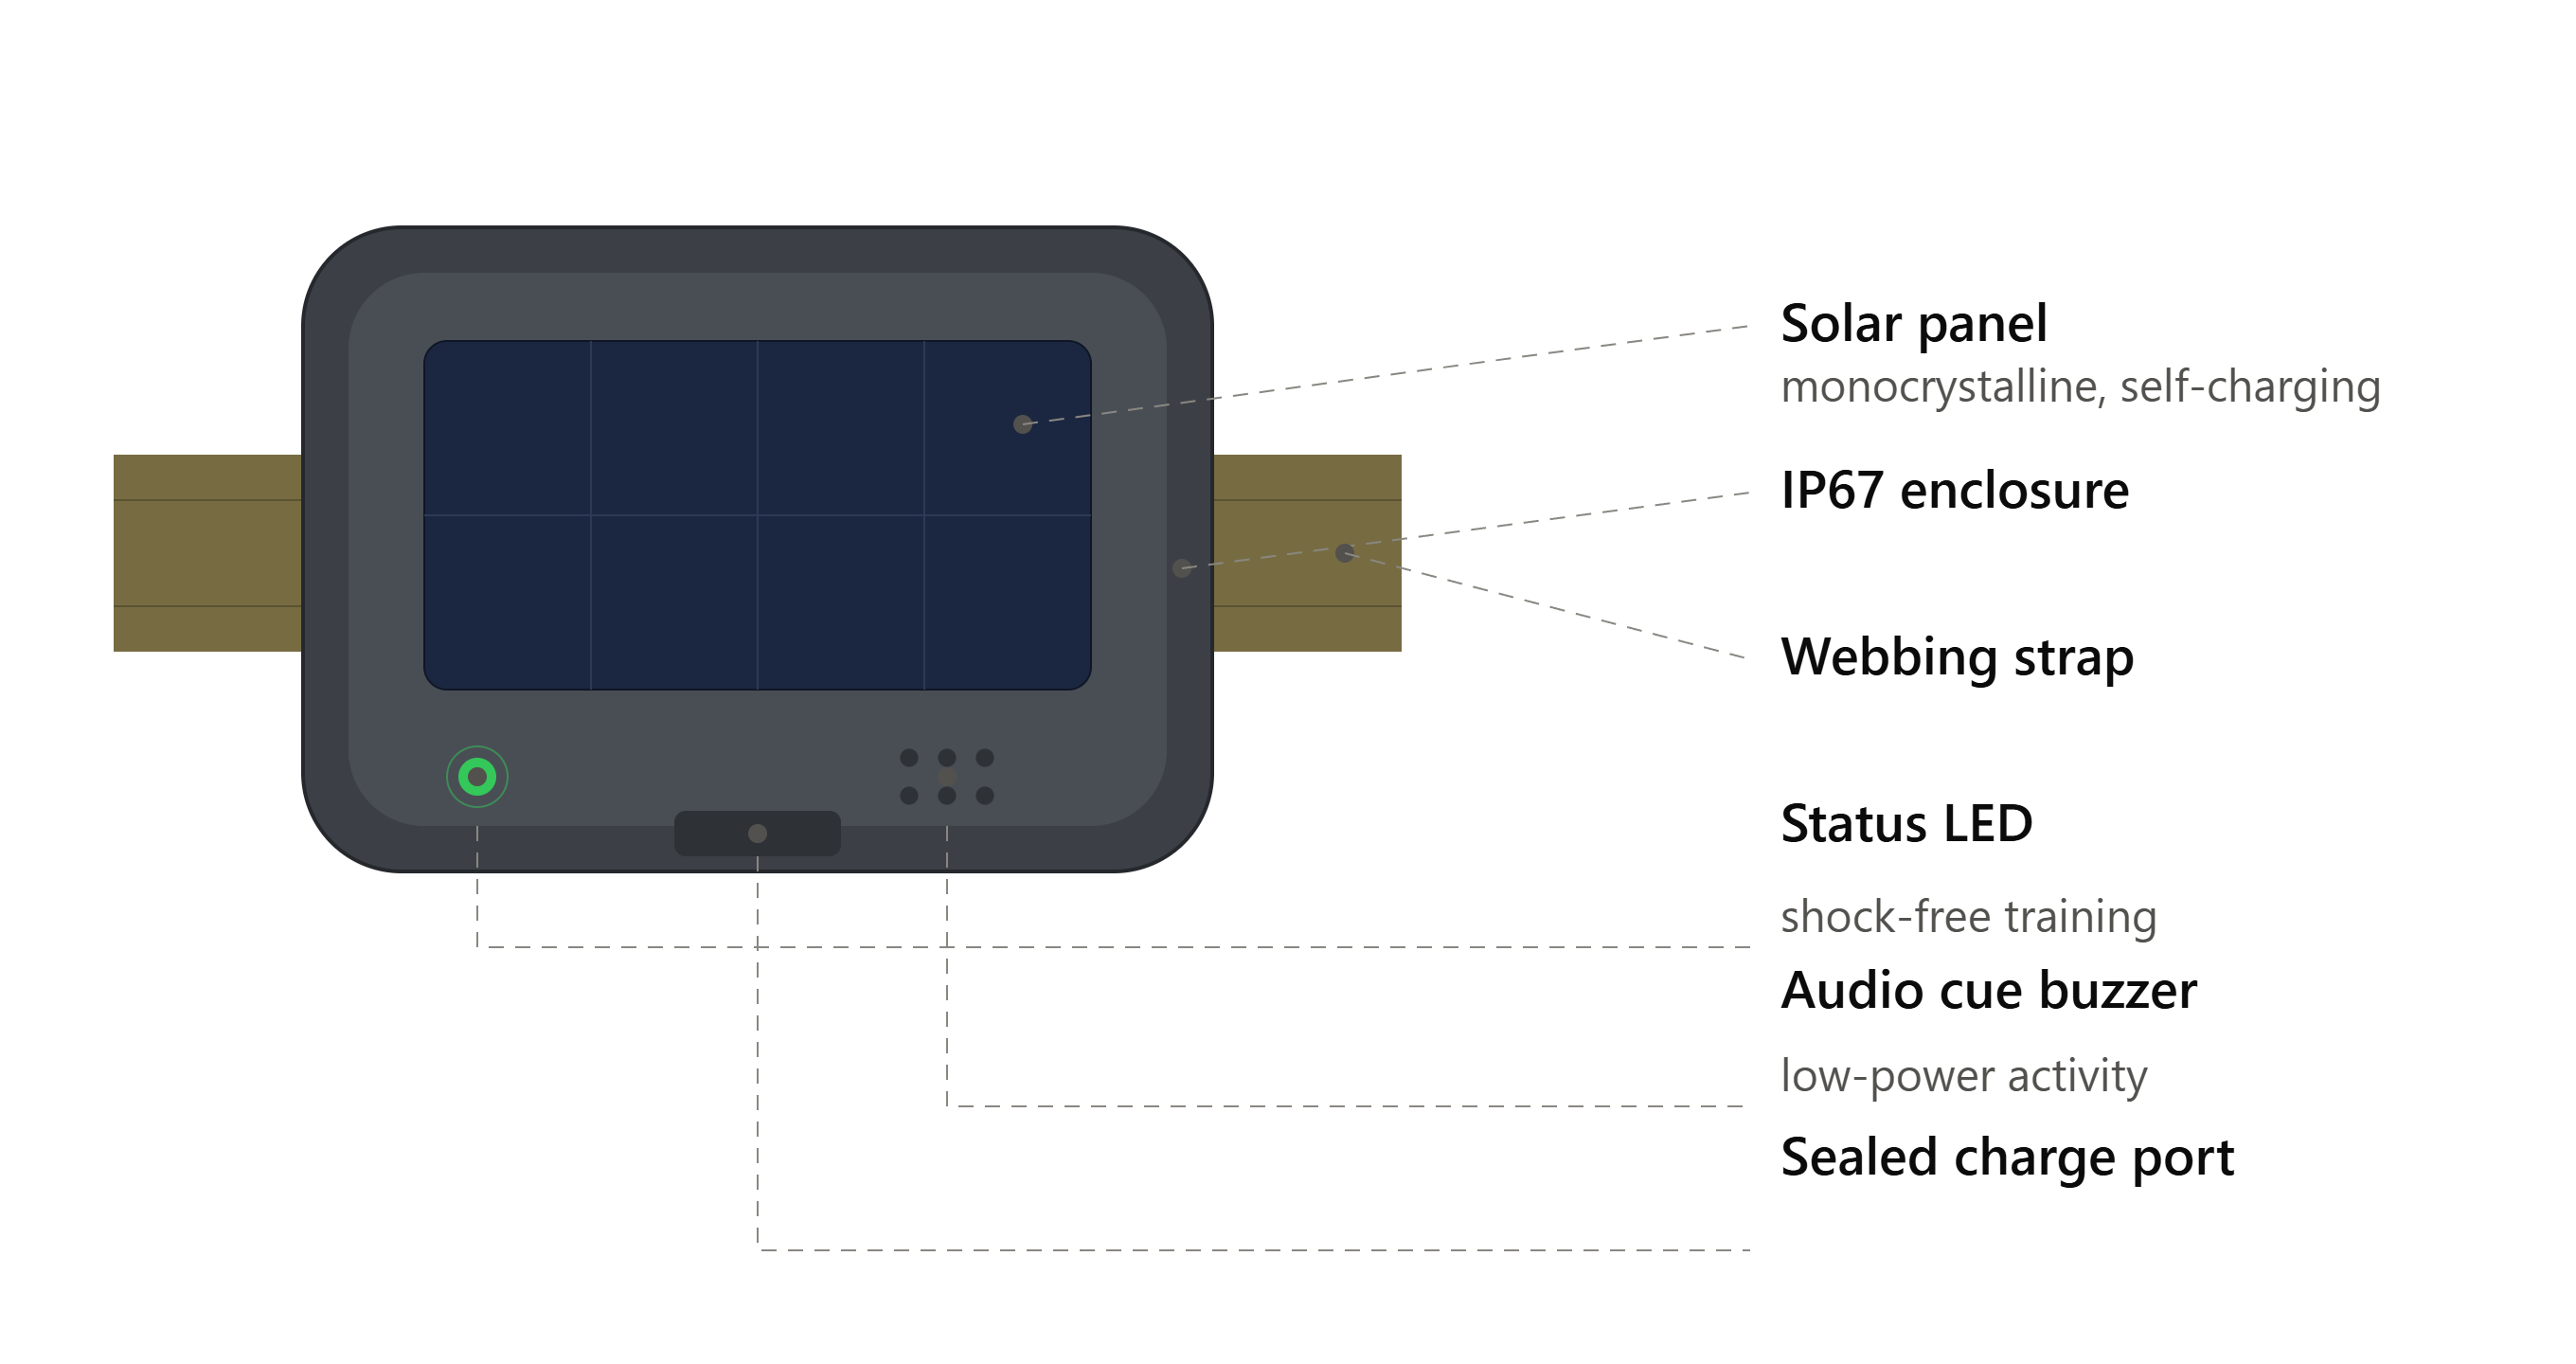 Solar panel
monocrystalline, self-charging
IP67 enclosure
Webbing strap
Status LED
shock-free training
Audio cue buzzer
low-power activity
Sealed charge port